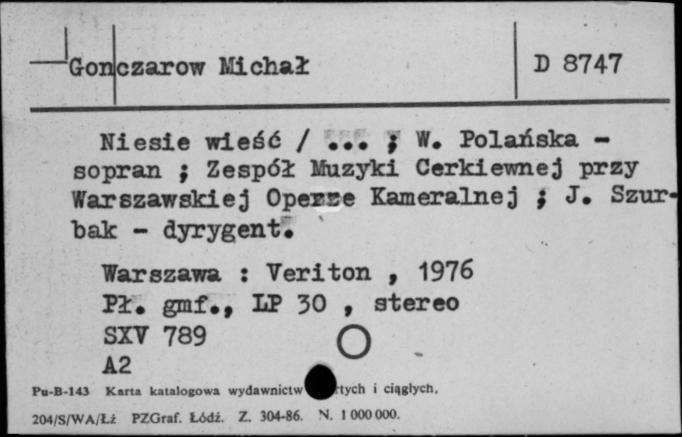 Gonczarow Michał
D 8747
Niesie wieść / ... ; W. Polańska -
sopran ; Zespół Muzyki Cerkiewnej przy
Warszawskiej Kameralnej ; J. Szur-
bak - dyrygent.
Warszawa : Veriton , 1976
Pł. gmf., LP 30 , stereo
SXV 789
A2
Pu-B-143 Karta katalogowa wydawnictw i ciągłych.
204/S/WA/Łż PZGraf. Łódź. Z. 304-86. N. 1 000 000.